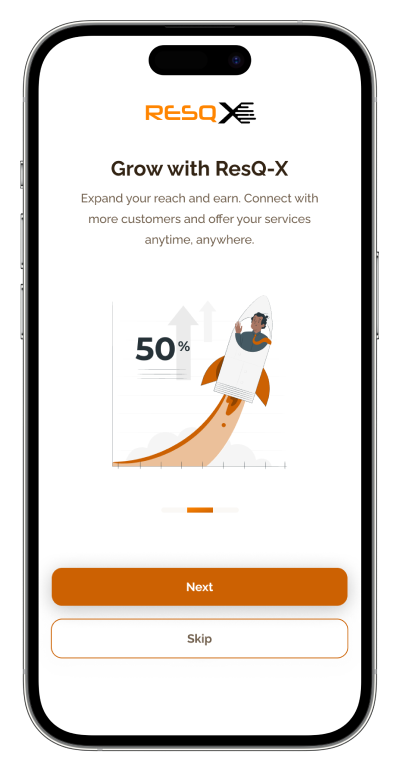 RESQX
Grow with ResQ-X
Expand your reach and earn. Connect with
more customers and offer your services
anytime, anywhere.
50%
Next
Skip